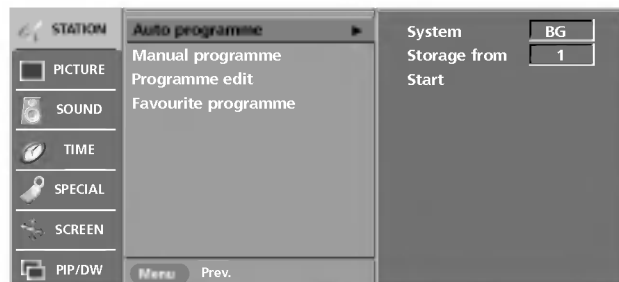 STATION
PICTURE
SOUND
TIME
SPECIAL
SCREEN
PIP/DW
Auto programme
Manual programme
Programme edit
Favourite programme
Menu Prev.
System BG
Storage from 1
Start